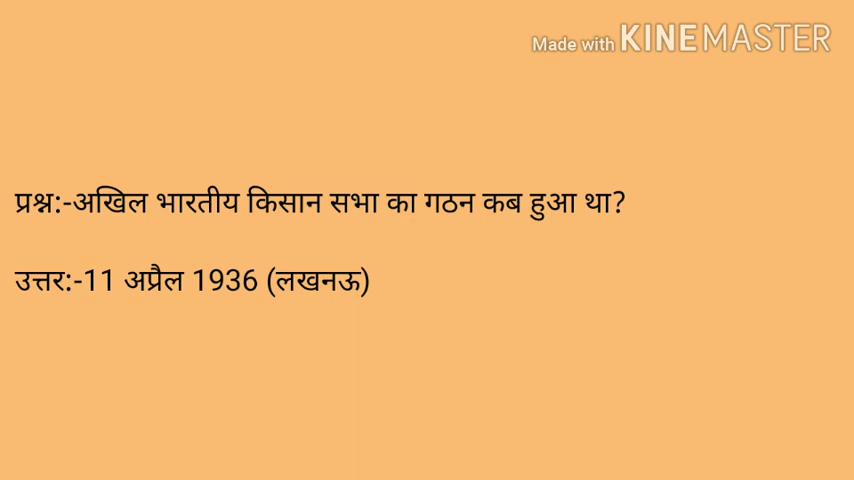 Made with KINEMASTER
प्रश्न:-अखिल भारतीय किसान सभा का गठन कब हुआ था?
उत्तर:-11 अप्रैल 1936 (लखनऊ)